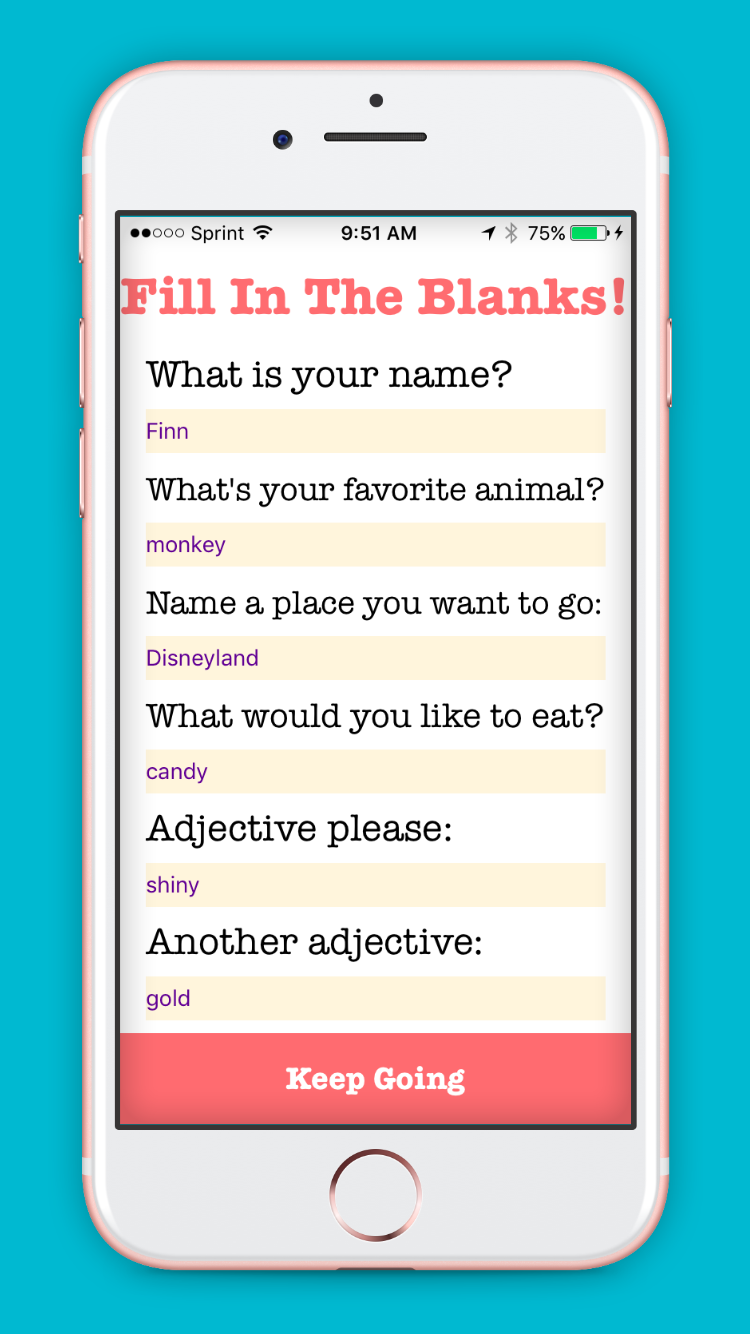 Sprint 9:51 AM 75%
Fill In The Blanks!
What is your name?
Finn
What's your favorite animal?
monkey
Name a place you want to go:
Disneyland
What would you like to eat?
candy
Adjective please:
shiny
Another adjective:
gold
Keep Going